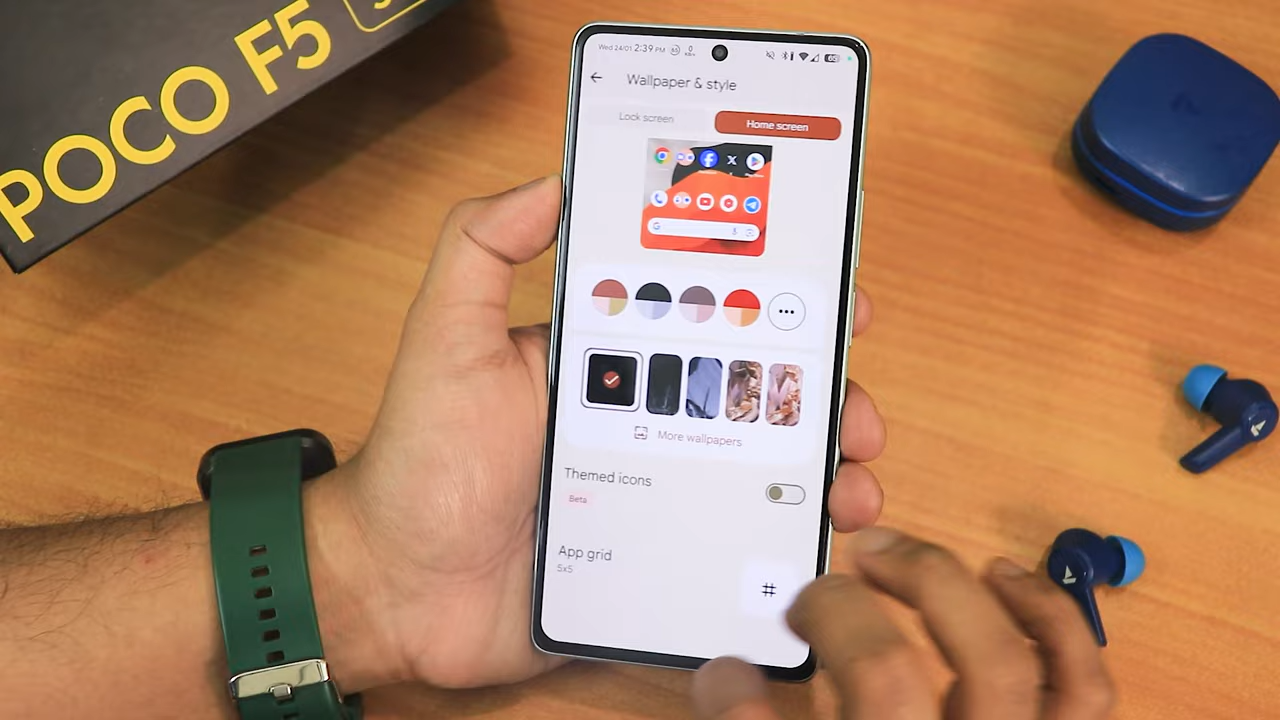 POCO F5
Wed 24/01 2:39 PM
Wallpaper & style
Lock screen
Home screen
More wallpapers
Themed icons
Beta
App grid
5x5